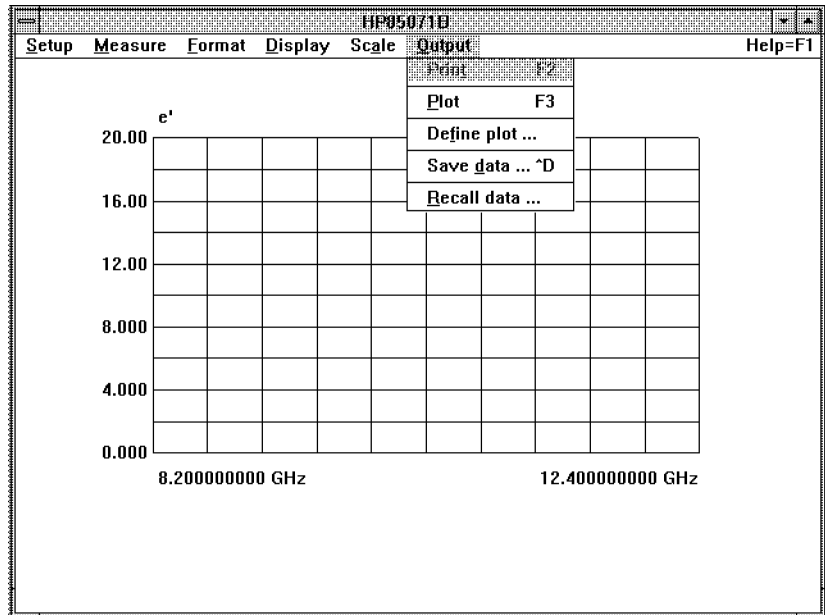 HP85071B
Setup Measure Format Display Scale Output Help=F1
Print F2
Plot F3
Define plot ...
Save data ... ^D
Recall data ...
e'
20.00
16.00
12.00
8.000
4.000
0.000
8.200000000 GHz 12.400000000 GHz